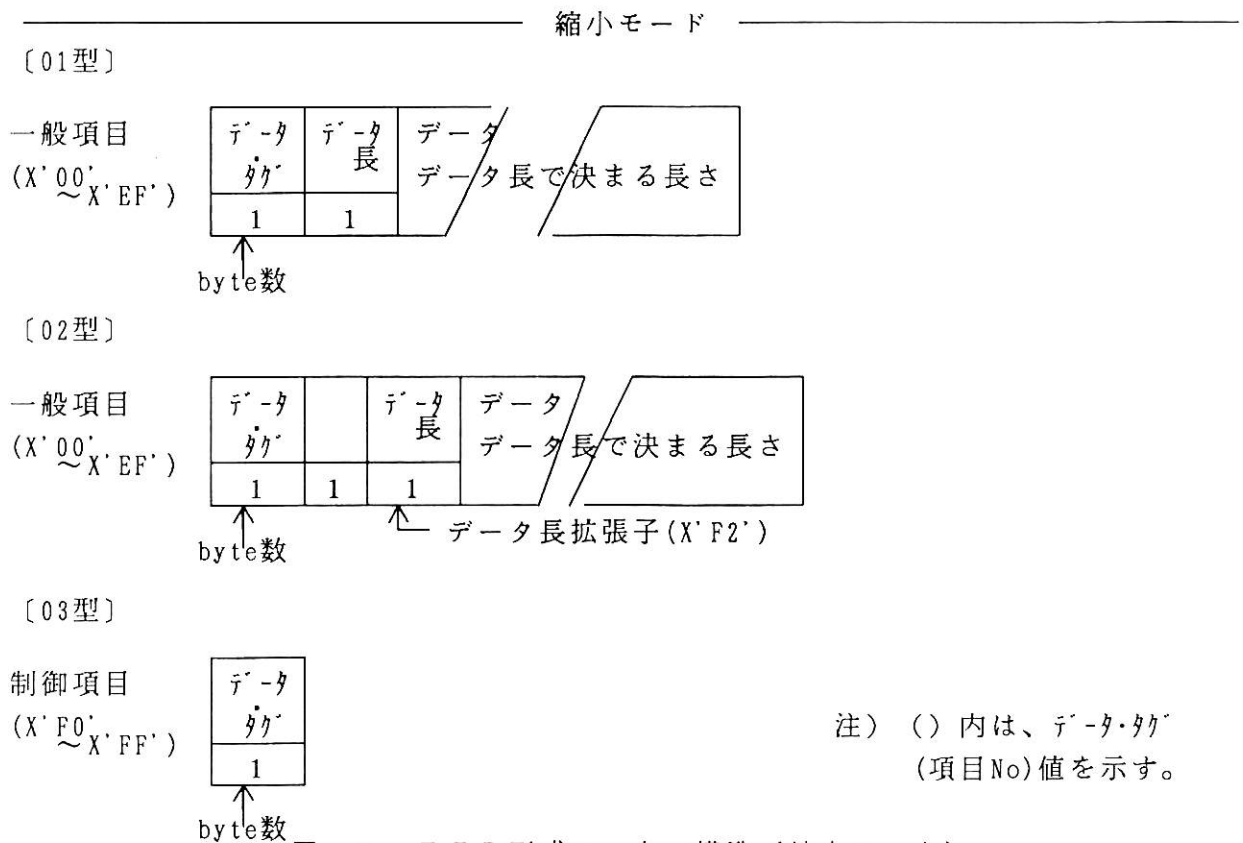 縮小モード
〔01型〕
一般項目
(X'00'～X'EF')
ﾃﾞｰﾀ・ﾀｸﾞ
ﾃﾞｰﾀ長
データ
データ長で決まる長さ
1
1
byte数
〔02型〕
一般項目
(X'00'～X'EF')
ﾃﾞｰﾀ・ﾀｸﾞ
ﾃﾞｰﾀ長
データ
データ長で決まる長さ
1
1
1
データ長拡張子(X'F2')
byte数
〔03型〕
制御項目
(X'F0'～X'FF')
ﾃﾞｰﾀ・ﾀｸﾞ
1
注) () 内は、ﾃﾞｰﾀ・ﾀｸﾞ
(項目No)値を示す。
byte数